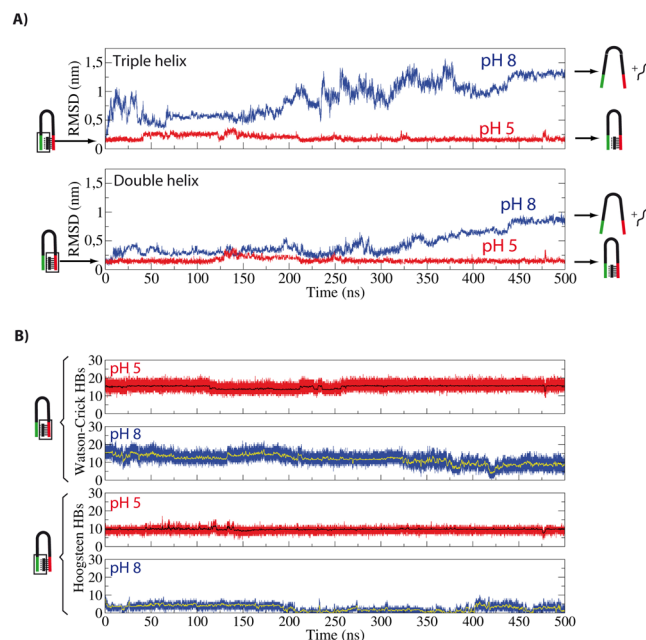 A)
Triple helix
pH 8
pH 5
RMSD (nm)
1,5
1
0,5
0
+
Double helix
pH 8
pH 5
RMSD (nm)
1,5
1
0,5
0
+
0 50 100 150 200 250 300 350 400 450 500
Time (ns)
B)
pH 5
30
20
10
0
Watson-Crick HBs
pH 8
30
20
10
0
pH 5
30
20
10
0
Hoogsteen HBs
pH 8
30
20
10
0
0 50 100 150 200 250 300 350 400 450 500
Time (ns)